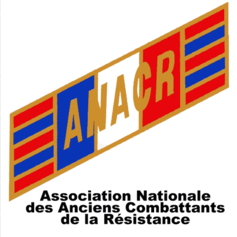 ANACR
Association Nationale
des Anciens Combattants
de la Résistance